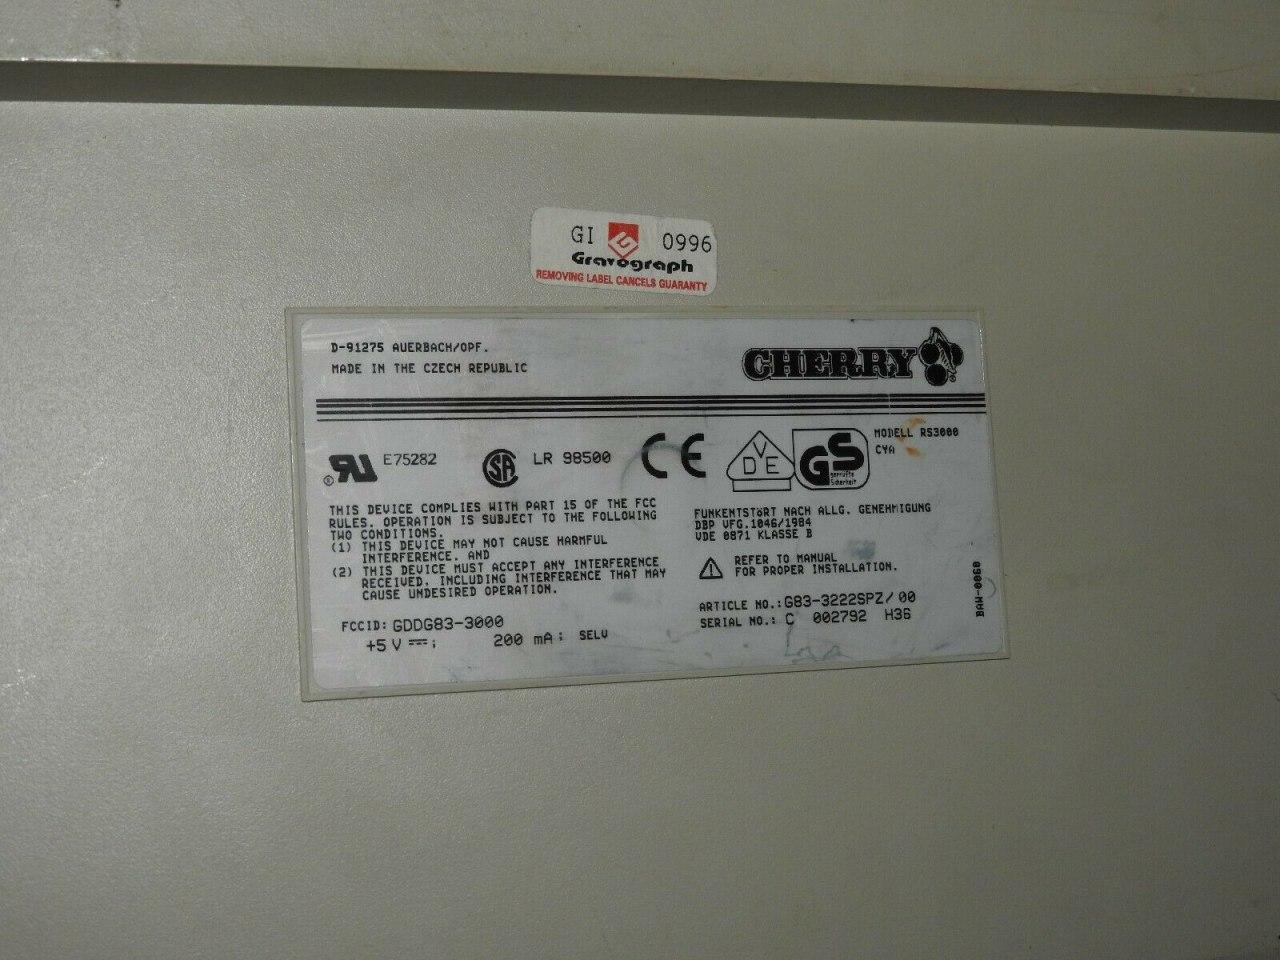 GI G 0996
Gravograph
REMOVING LABEL CANCELS GUARANTY
D-91275 AUERBACH/OPF.
MADE IN THE CZECH REPUBLIC
CHERRY
®
RU E75282
SA LR 98500
CE
VDE
GS
geprüfte
Sicherheit
MODELL RS3000
CYA
THIS DEVICE COMPLIES WITH PART 15 OF THE FCC
RULES. OPERATION IS SUBJECT TO THE FOLLOWING
TWO CONDITIONS.
(1) THIS DEVICE MAY NOT CAUSE HARMFUL
INTERFERENCE. AND
(2) THIS DEVICE MUST ACCEPT ANY INTERFERENCE
RECEIVED, INCLUDING INTERFERENCE THAT MAY
CAUSE UNDESIRED OPERATION.
FCCID: GDDG83-3000
+5 V ⎓ ; 200 mA ; SELV
FUNKENTSTÖRT NACH ALLG. GENEHMIGUNG
DBP VFG.1046/1984
VDE 0871 KLASSE B
REFER TO MANUAL
FOR PROPER INSTALLATION.
ARTICLE NO.: G83-3222SPZ/00
SERIAL NO.: C 002792 H36
BAW-0060